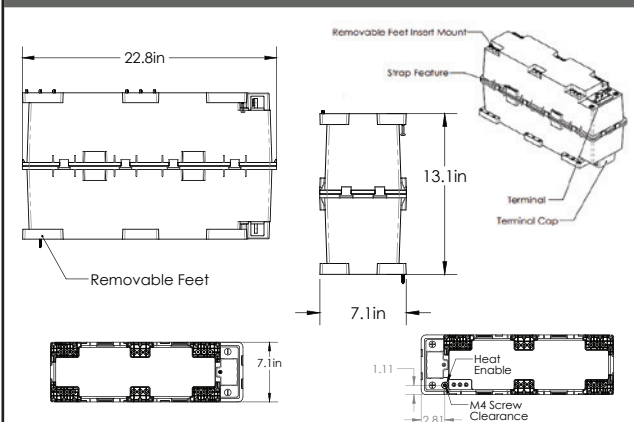 22.8in
Removable Feet
13.1in
7.1in
Removable Feet Insert Mount
Strap Feature
Terminal
Terminal Cap
7.1in
1.11
Heat
Enable
M4 Screw
Clearance
2.81